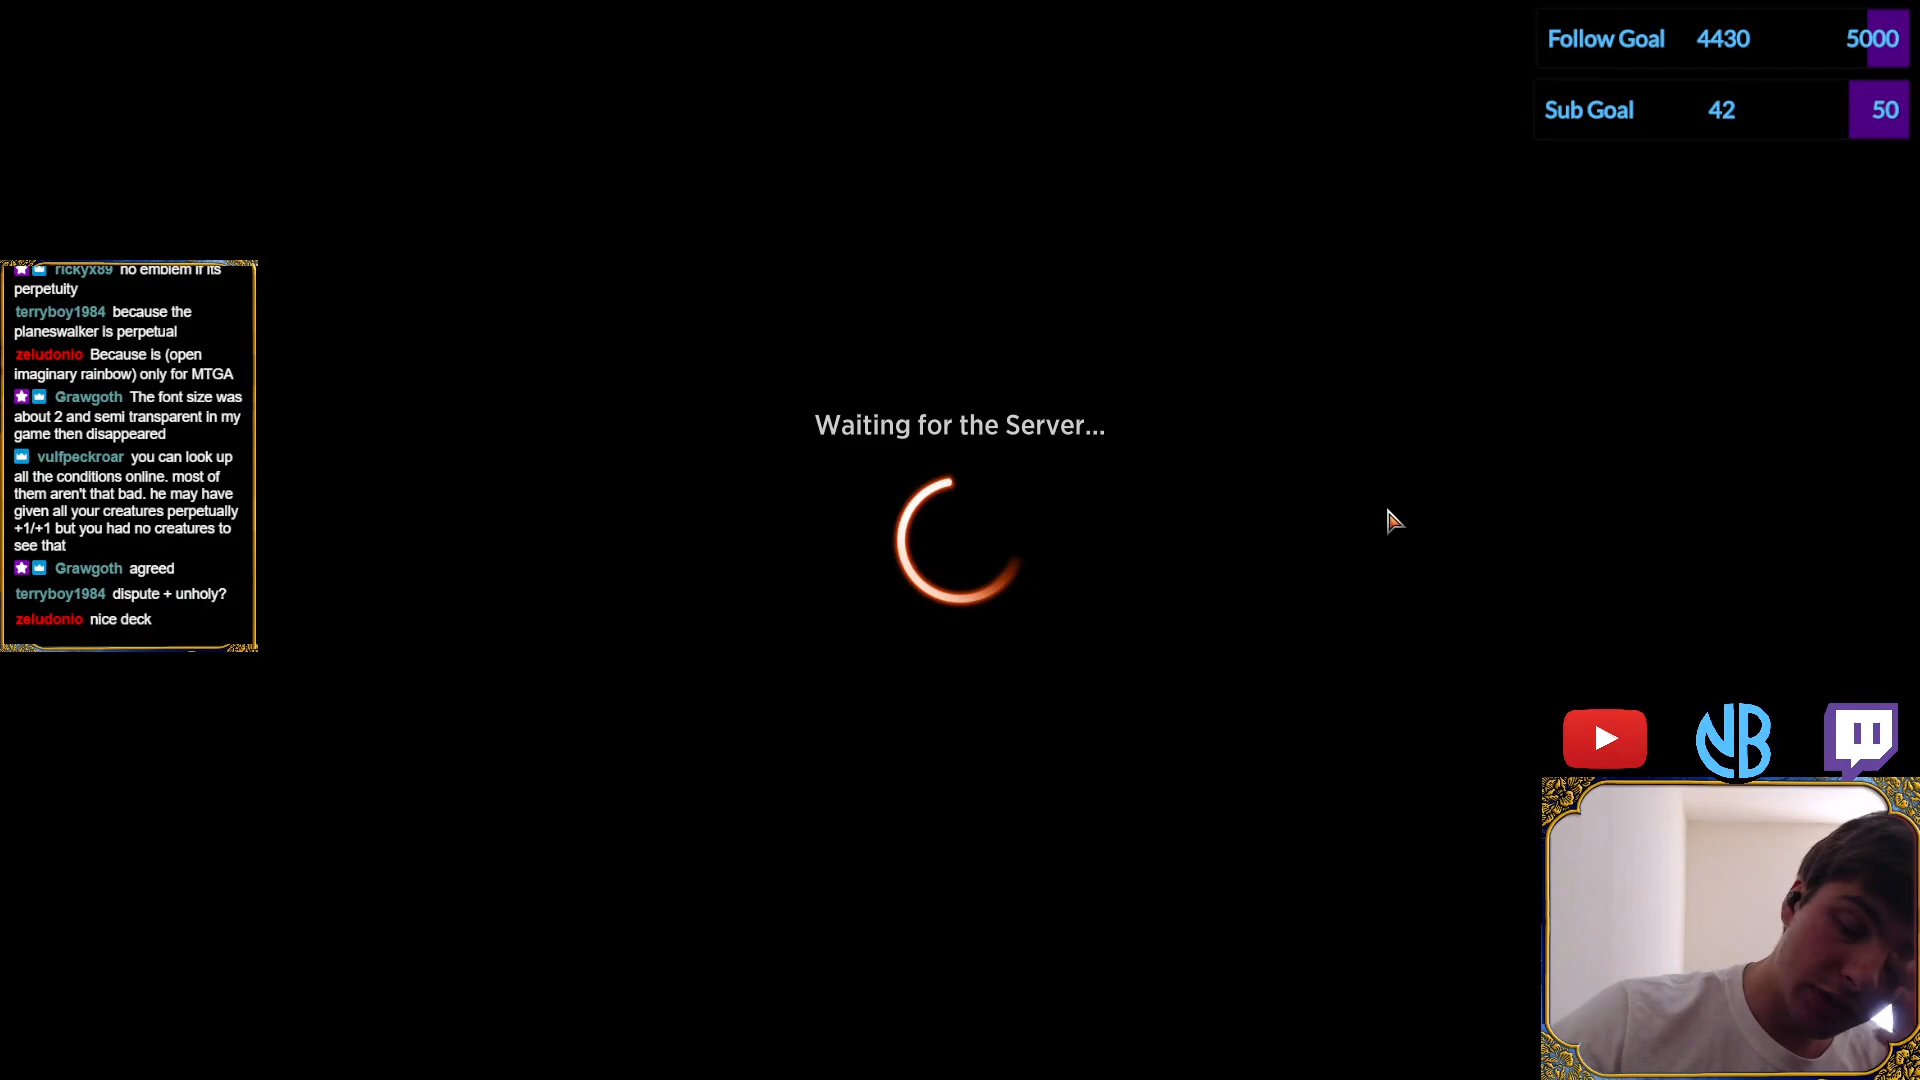 Follow Goal 4430 5000
Sub Goal 42 50
rickyx89 no emblem if its
perpetuity
terryboy1984 because the
planeswalker is perpetual
zeludonio Because is (open
imaginary rainbow) only for MTGA
Grawgoth The font size was
about 2 and semi transparent in my
game then disappeared
vulfpeckroar you can look up
all the conditions online. most of
them aren't that bad. he may have
given all your creatures perpetually
+1/+1 but you had no creatures to
see that
Grawgoth agreed
terryboy1984 dispute + unholy?
zeludonio nice deck
Waiting for the Server...
NB